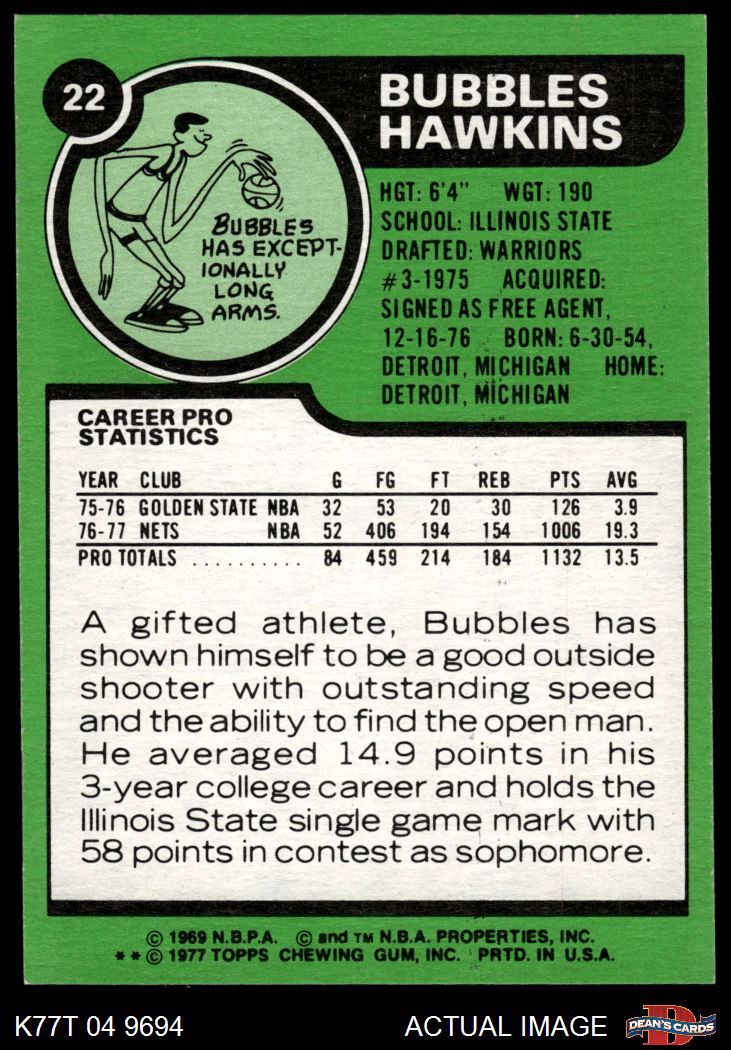 22
BUBBLES
HAWKINS
BUBBLES
HAS EXCEPT-
IONALLY
LONG
ARMS.
HGT: 6'4" WGT: 190
SCHOOL: ILLINOIS STATE
DRAFTED: WARRIORS
#3-1975 ACQUIRED:
SIGNED AS FREE AGENT,
12-16-76 BORN: 6-30-54,
DETROIT, MICHIGAN HOME:
DETROIT, MICHIGAN
CAREER PRO
STATISTICS
YEAR CLUB G FG FT REB PTS AVG
75-76 GOLDEN STATE NBA 32 53 20 30 126 3.9
76-77 NETS NBA 52 406 194 154 1006 19.3
PRO TOTALS .......... 84 459 214 184 1132 13.5
A gifted athlete, Bubbles has
shown himself to be a good outside
shooter with outstanding speed
and the ability to find the open man.
He averaged 14.9 points in his
3-year college career and holds the
Illinois State single game mark with
58 points in contest as sophomore.
© 1969 N.B.P.A. © and TM N.B.A. PROPERTIES, INC.
**© 1977 TOPPS CHEWING GUM, INC. PRTD. IN U.S.A.
K77T 04 9694 ACTUAL IMAGE DEAN'S CARDS